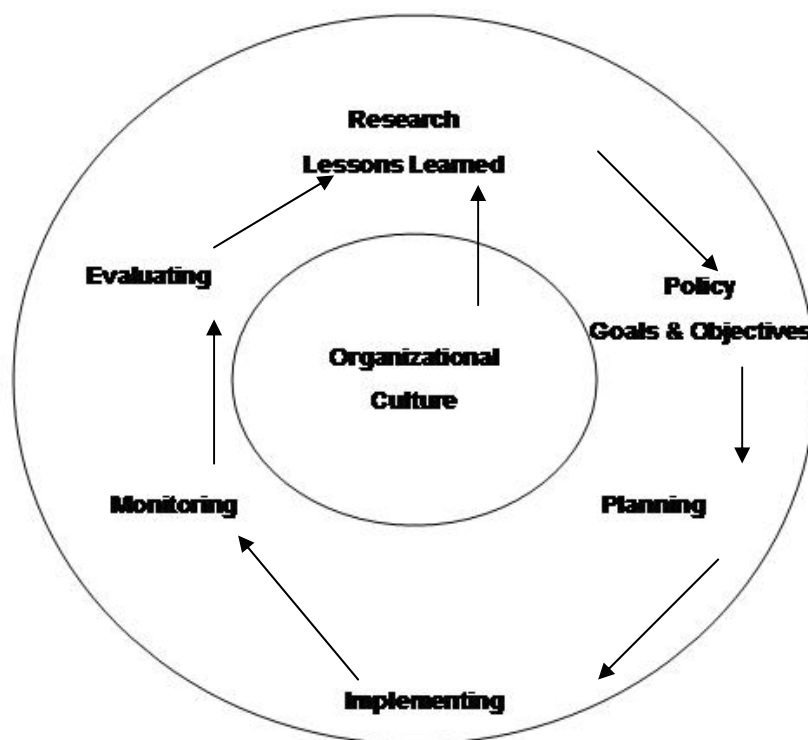 Research
Lessons Learned
Evaluating
Policy
Goals & Objectives
Organizational
Culture
Monitoring
Planning
Implementing